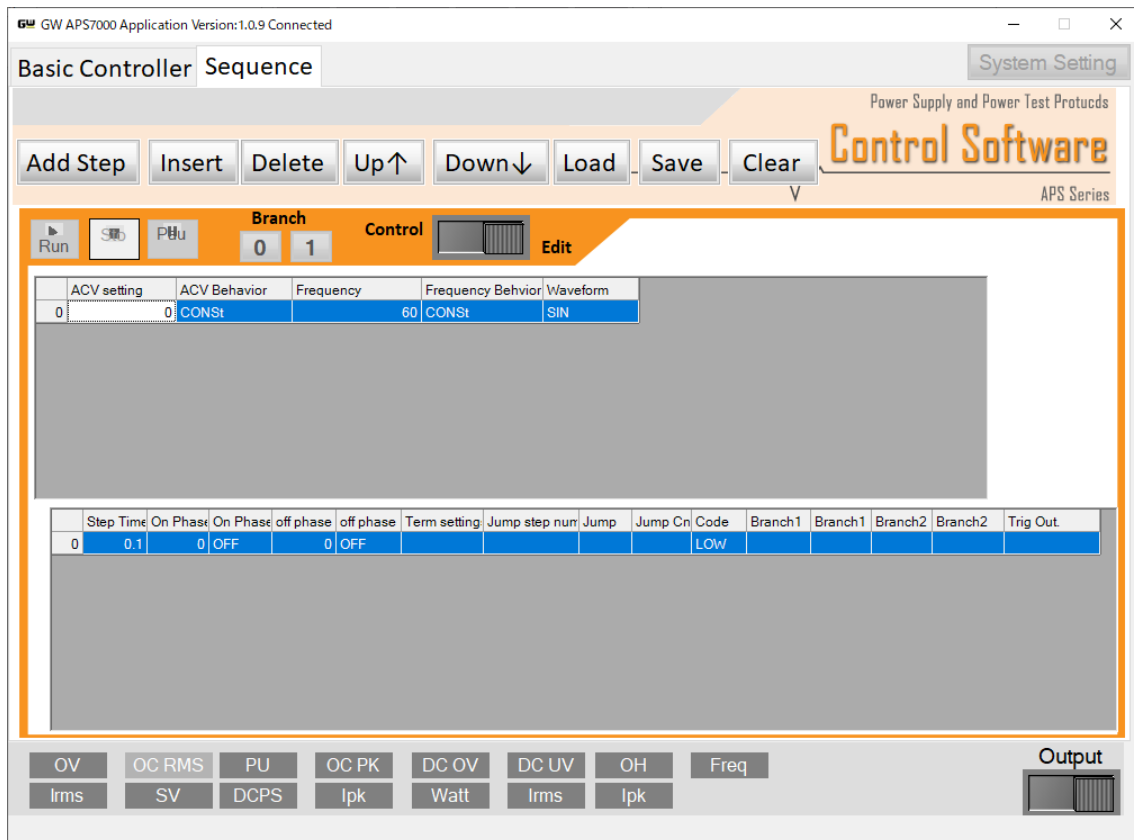 GW GW APS7000 Application Version:1.0.9 Connected
Basic Controller Sequence System Setting
Power Supply and Power Test Protucds
Control Software
Add Step Insert Delete Up↑ Down↓ Load Save Clear
V
APS Series
Branch
Run 0 1 Control Edit
ACV setting ACV Behavior Frequency Frequency Behvior Waveform
0 0 CONSt 60 CONSt SIN
Step Time On Phase On Phase off phase off phase Term setting Jump step num Jump Jump Cn Code Branch1 Branch1 Branch2 Branch2 Trig Out.
0 0.1 0 OFF 0 OFF LOW
OV OC RMS PU OC PK DC OV DC UV OH Freq
Irms SV DCPS Ipk Watt Irms Ipk
Output